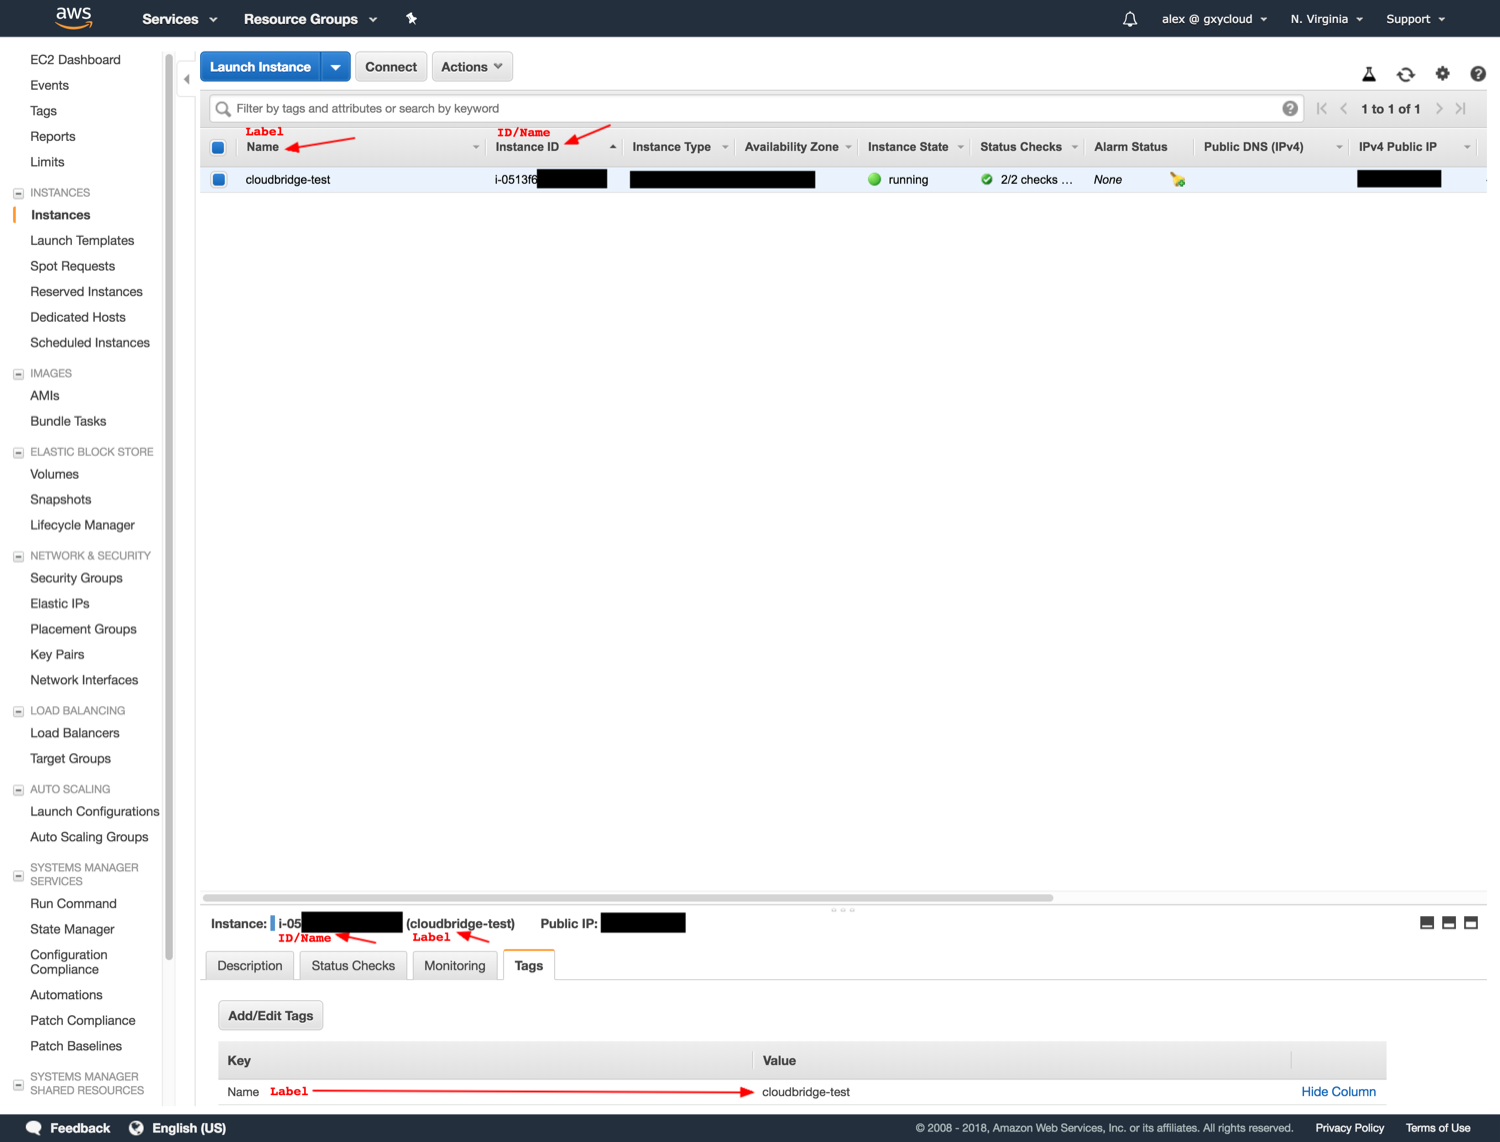 aws Services Resource Groups alex @ gxycloud N. Virginia Support
EC2 Dashboard
Events
Tags
Reports
Limits
INSTANCES
Instances
Launch Templates
Spot Requests
Reserved Instances
Dedicated Hosts
Scheduled Instances
IMAGES
AMIs
Bundle Tasks
ELASTIC BLOCK STORE
Volumes
Snapshots
Lifecycle Manager
NETWORK & SECURITY
Security Groups
Elastic IPs
Placement Groups
Key Pairs
Network Interfaces
LOAD BALANCING
Load Balancers
Target Groups
AUTO SCALING
Launch Configurations
Auto Scaling Groups
SYSTEMS MANAGER
SERVICES
Run Command
State Manager
Configuration
Compliance
Automations
Patch Compliance
Patch Baselines
SYSTEMS MANAGER
SHARED RESOURCES
Launch Instance Connect Actions
Filter by tags and attributes or search by keyword 1 to 1 of 1
Label ID/Name
Name Instance ID Instance Type Availability Zone Instance State Status Checks Alarm Status Public DNS (IPv4) IPv4 Public IP
cloudbridge-test i-0513f6 running 2/2 checks ... None
Instance: i-05 (cloudbridge-test) Public IP:
ID/Name Label
Description Status Checks Monitoring Tags
Add/Edit Tags
Key Value
Name Label cloudbridge-test Hide Column
Feedback English (US) © 2008 - 2018, Amazon Web Services, Inc. or its affiliates. All rights reserved. Privacy Policy Terms of Use